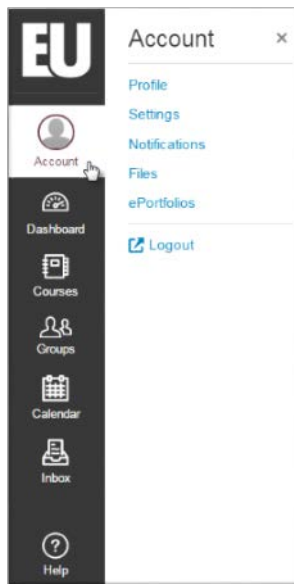 EU
Account
Dashboard
Courses
Groups
Calendar
Inbox
Help
Account ×
Profile
Settings
Notifications
Files
ePortfolios
Logout